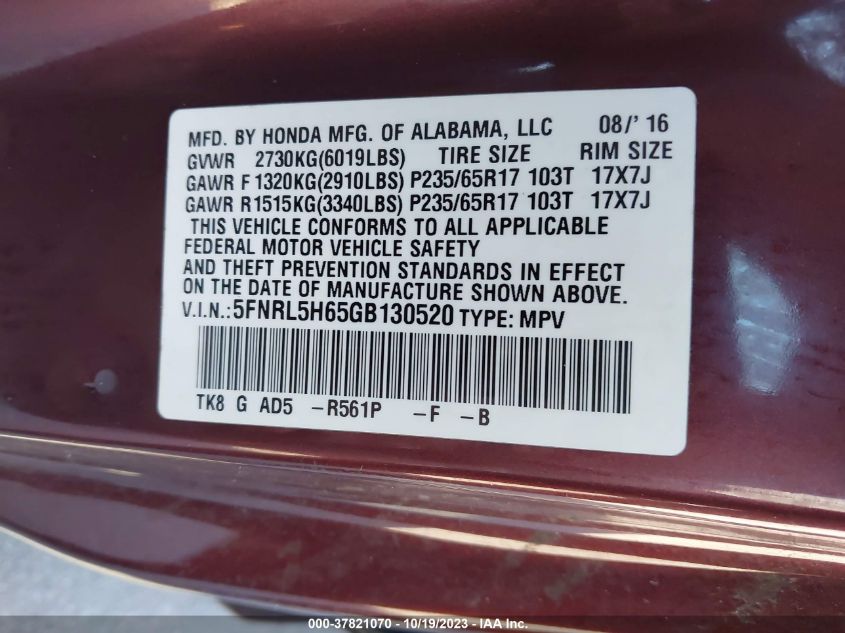 MFD. BY HONDA MFG. OF ALABAMA, LLC 08/' 16
GVWR 2730KG(6019LBS) TIRE SIZE RIM SIZE
GAWR F 1320KG(2910LBS) P235/65R17 103T 17X7J
GAWR R1515KG(3340LBS) P235/65R17 103T 17X7J
THIS VEHICLE CONFORMS TO ALL APPLICABLE
FEDERAL MOTOR VEHICLE SAFETY
AND THEFT PREVENTION STANDARDS IN EFFECT
ON THE DATE OF MANUFACTURE SHOWN ABOVE.
V.I.N.:5FNRL5H65GB130520 TYPE: MPV
TK8 G AD5 -R561P -F -B
000-37821070 - 10/19/2023 - IAA Inc.